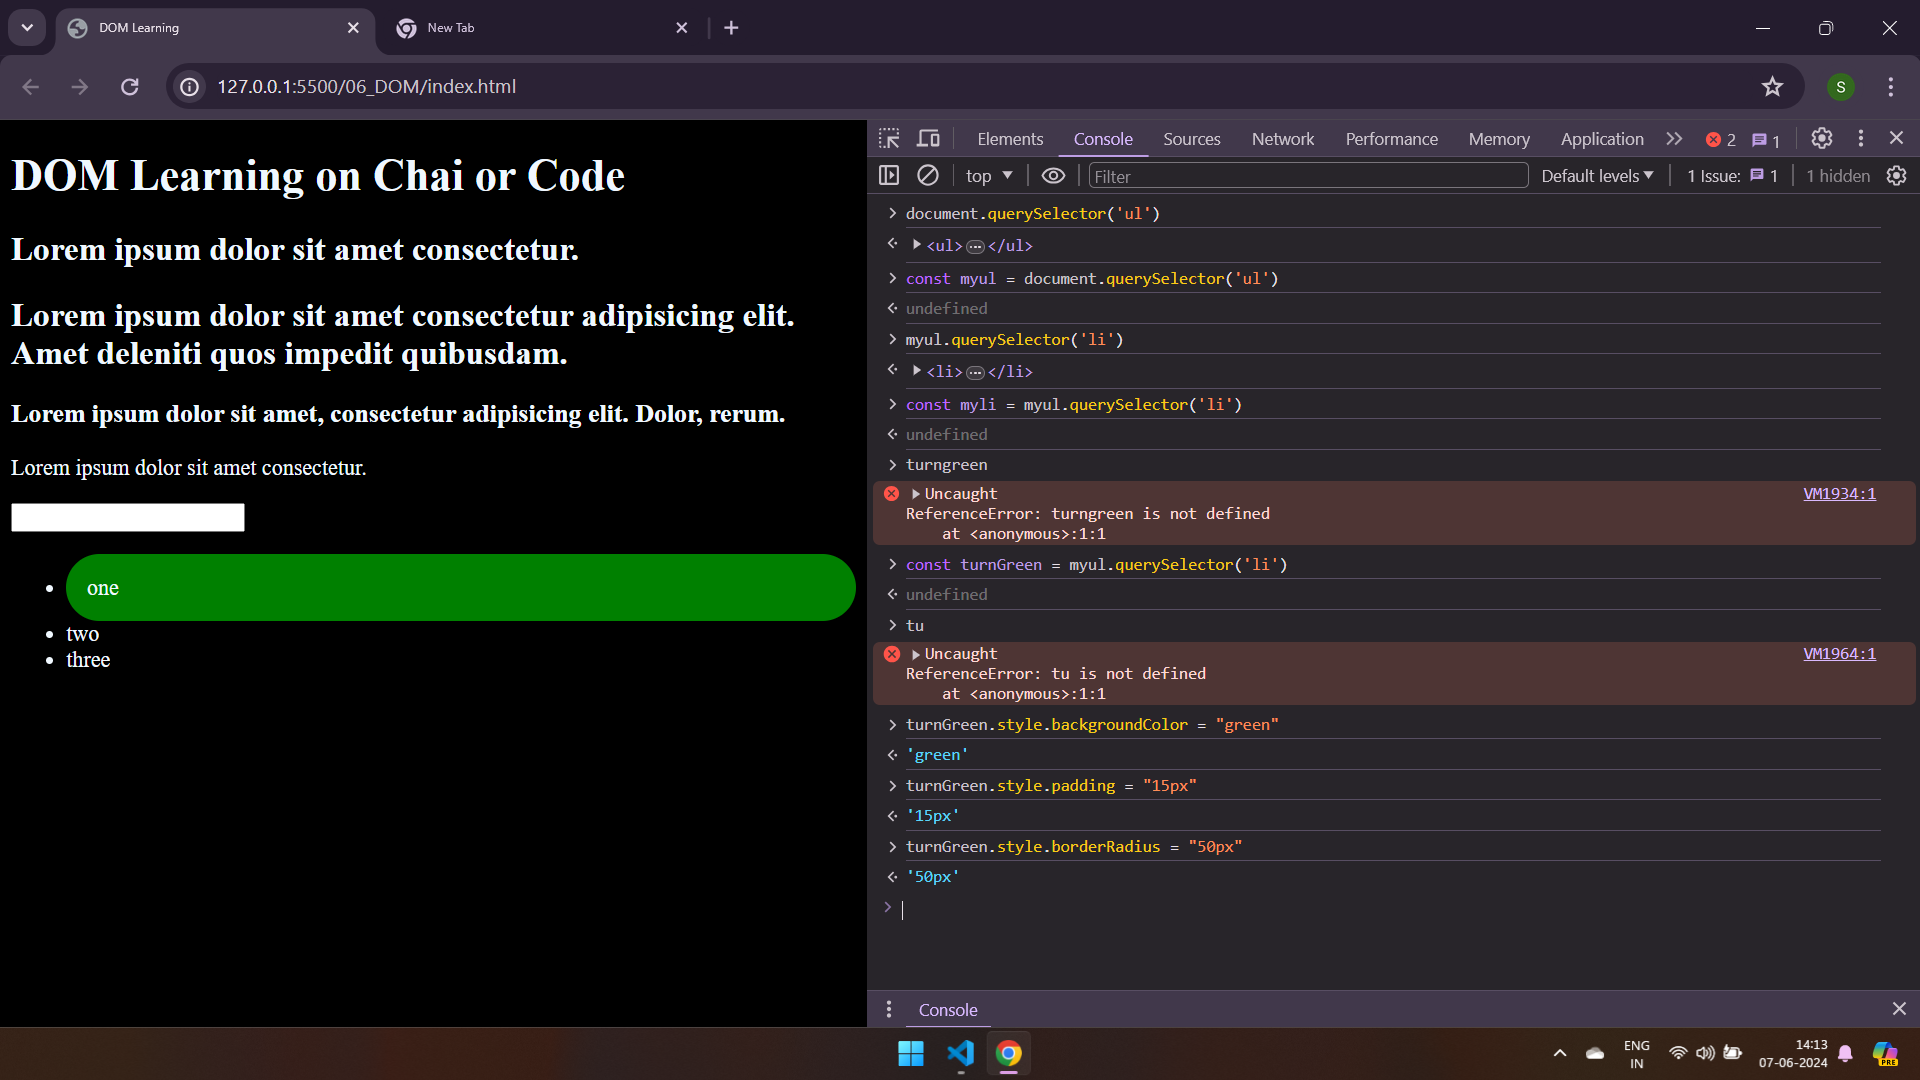 DOM Learning
New Tab
127.0.0.1:5500/06_DOM/index.html
S
DOM Learning on Chai or Code
Lorem ipsum dolor sit amet consectetur.
Lorem ipsum dolor sit amet consectetur adipisicing elit.
Amet deleniti quos impedit quibusdam.
Lorem ipsum dolor sit amet, consectetur adipisicing elit. Dolor, rerum.
Lorem ipsum dolor sit amet consectetur.
one
two
three
Elements Console Sources Network Performance Memory Application 2 1
top Filter Default levels 1 Issue: 1 1 hidden
document.querySelector('ul')
<ul>…</ul>
const myul = document.querySelector('ul')
undefined
myul.querySelector('li')
<li>…</li>
const myli = myul.querySelector('li')
undefined
turngreen
Uncaught VM1934:1
ReferenceError: turngreen is not defined
at <anonymous>:1:1
const turnGreen = myul.querySelector('li')
undefined
tu
Uncaught VM1964:1
ReferenceError: tu is not defined
at <anonymous>:1:1
turnGreen.style.backgroundColor = "green"
'green'
turnGreen.style.padding = "15px"
'15px'
turnGreen.style.borderRadius = "50px"
'50px'
Console
ENG
IN
14:13
07-06-2024
PRE